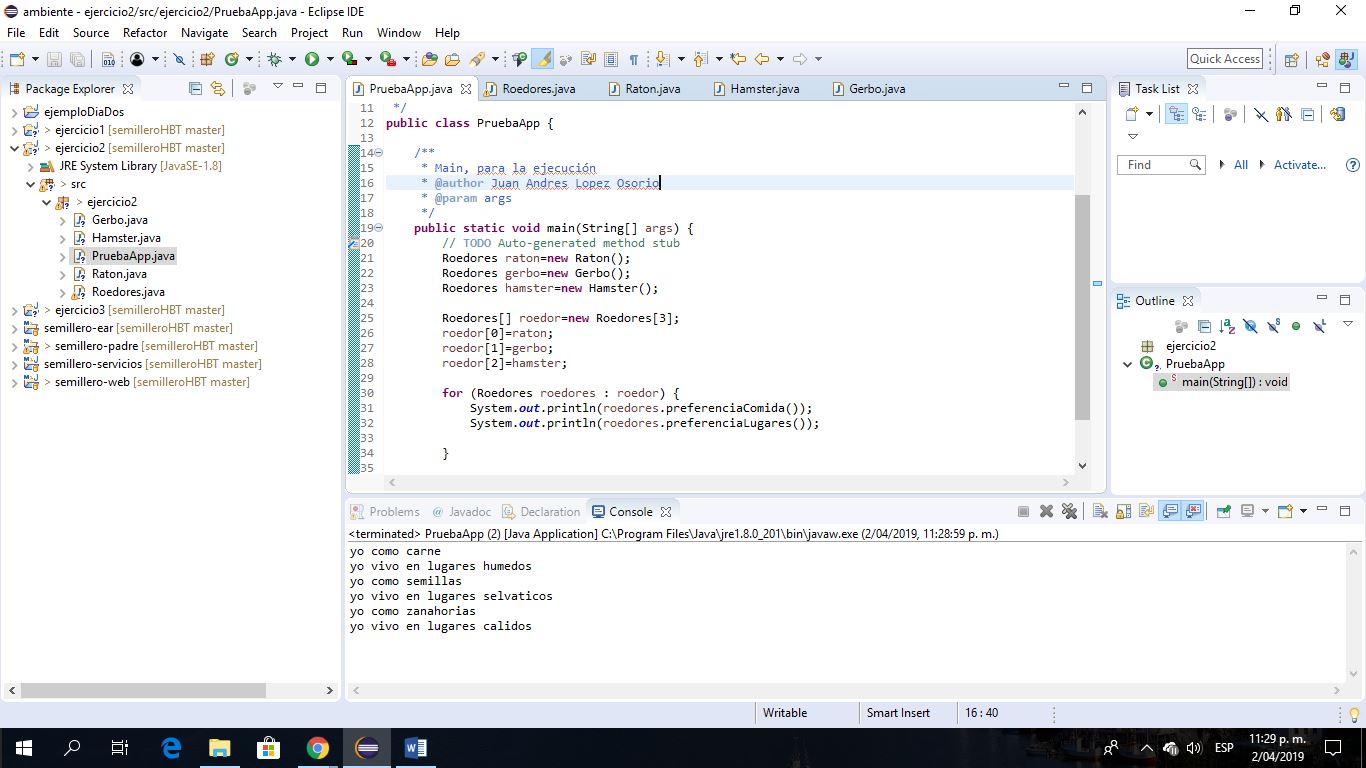 ambiente - ejercicio2/src/ejercicio2/PruebaApp.java - Eclipse IDE
File Edit Source Refactor Navigate Search Project Run Window Help
Quick Access
Package Explorer
ejemploDiaDos
> ejercicio1 [semilleroHBT master]
> ejercicio2 [semilleroHBT master]
JRE System Library [JavaSE-1.8]
> src
> ejercicio2
Gerbo.java
Hamster.java
PruebaApp.java
Raton.java
Roedores.java
> ejercicio3 [semilleroHBT master]
semillero-ear [semilleroHBT master]
> semillero-padre [semilleroHBT master]
semillero-servicios [semilleroHBT master]
> semillero-web [semilleroHBT master]
PruebaApp.java Roedores.java Raton.java Hamster.java Gerbo.java
11 */
12 public class PruebaApp {
13
14 /**
15 * Main, para la ejecución
16 * @author Juan Andres Lopez Osorio
17 * @param args
18 */
19 public static void main(String[] args) {
20 // TODO Auto-generated method stub
21 Roedores raton=new Raton();
22 Roedores gerbo=new Gerbo();
23 Roedores hamster=new Hamster();
24
25 Roedores[] roedor=new Roedores[3];
26 roedor[0]=raton;
27 roedor[1]=gerbo;
28 roedor[2]=hamster;
29
30 for (Roedores roedores : roedor) {
31 System.out.println(roedores.preferenciaComida());
32 System.out.println(roedores.preferenciaLugares());
33
34 }
35
Task List
Find All Activate...
Outline
ejercicio2
PruebaApp
main(String[]) : void
Problems @ Javadoc Declaration Console
<terminated> PruebaApp (2) [Java Application] C:\Program Files\Java\jre1.8.0_201\bin\javaw.exe (2/04/2019, 11:28:59 p. m.)
yo como carne
yo vivo en lugares humedos
yo como semillas
yo vivo en lugares selvaticos
yo como zanahorias
yo vivo en lugares calidos
Writable Smart Insert 16 : 40
ESP
11:29 p. m.
2/04/2019